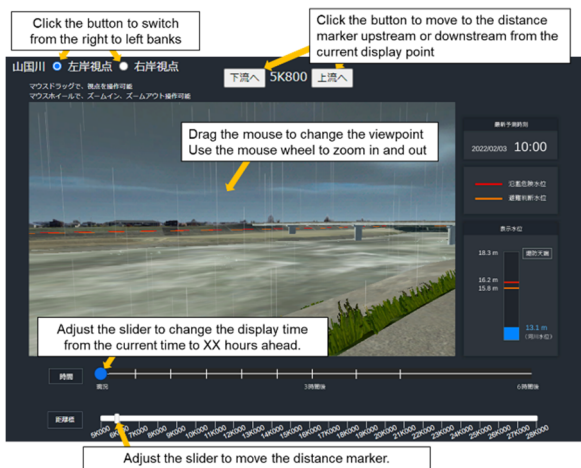 Click the button to switch
from the right to left banks
Click the button to move to the distance
marker upstream or downstream from the
current display point
山国川 左岸視点 右岸視点
下流へ 5K800 上流へ
マウスドラッグで、視点を操作可能
マウスホイールで、ズームイン、ズームアウト操作可能
Drag the mouse to change the viewpoint
Use the mouse wheel to zoom in and out
最新予測時刻
2022/02/03 10:00
氾濫危険水位
避難判断水位
表示水位
18.3 m 堤防天端
16.2 m
15.8 m
13.1 m
(河川水位)
Adjust the slider to change the display time
from the current time to XX hours ahead.
時間
現況 3時間後 6時間後
距離標
5K000 6K000 7K000 8K000 9K000 10K000 11K000 12K000 13K000 14K000 15K000 16K000 17K000 18K000 19K000 20K000 21K000 22K000 23K000 24K000 25K000 26K000 27K000 28K000
Adjust the slider to move the distance marker.